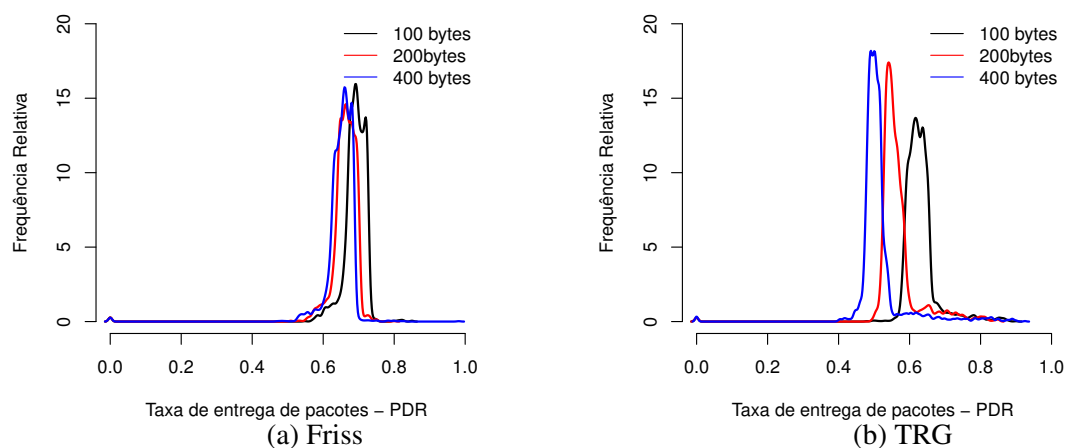 20
15
10
5
0
Frequência Relativa
100 bytes
200bytes
400 bytes
0.0 0.2 0.4 0.6 0.8 1.0
Taxa de entrega de pacotes − PDR
(a) Friss
20
15
10
5
0
Frequência Relativa
100 bytes
200bytes
400 bytes
0.0 0.2 0.4 0.6 0.8 1.0
Taxa de entrega de pacotes − PDR
(b) TRG